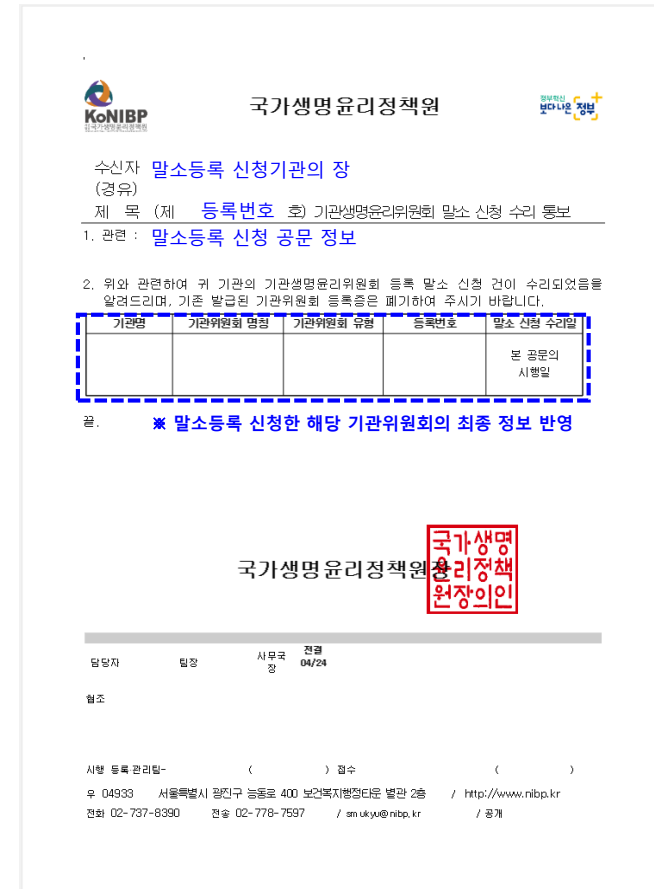 KoNIBP
국가생명윤리정책원
정부혁신
보다나은 정부
수신자 말소등록 신청기관의 장
(경유)
제 목 (제 등록번호 호) 기관생명윤리위원회 말소 신청 수리 통보
1. 관련 : 말소등록 신청 공문 정보
2. 위와 관련하여 귀 기관의 기관생명윤리위원회 등록 말소 신청 건이 수리되었음을
알려드리며, 기존 발급된 기관위원회 등록증은 폐기하여 주시기 바랍니다.
기관명 기관위원회 명칭 기관위원회 유형 등록번호 말소 신청 수리일
본 공문의
시행일
끝. ※ 말소등록 신청한 해당 기관위원회의 최종 정보 반영
국가생명윤리정책원장
국가생명
윤리정책
원장의인
담당자 팀장 사무국장 전결 04/24
협조
시행 등록관리팀- ( ) 접수 ( )
우 04933 서울특별시 광진구 능동로 400 보건복지행정타운 별관 2층 / http://www.nibp.kr
전화 02-737-8390 전송 02-778-7597 / smukyu@nibp.kr / 공개